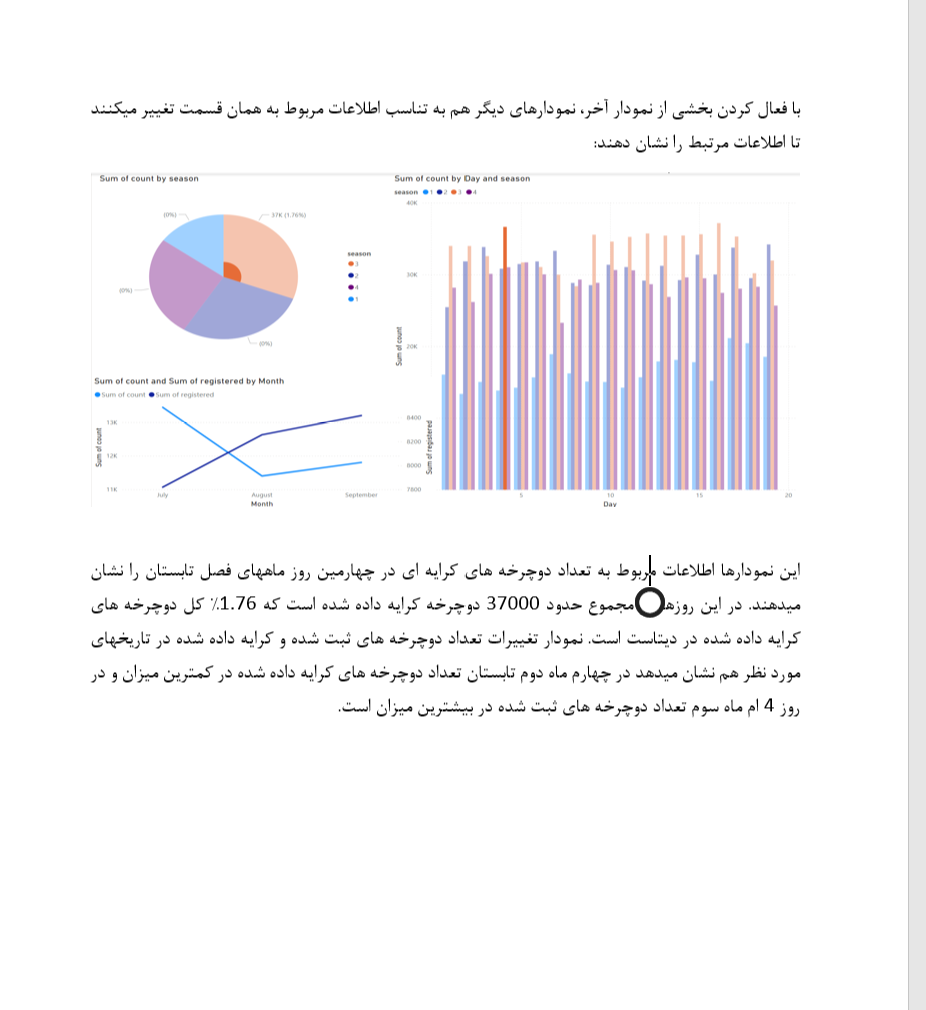 با فعال کردن بخشی از نمودار آخر، نمودارهای دیگر هم به تناسب اطلاعات مربوط به همان قسمت تغییر میکنند
تا اطلاعات مرتبط را نشان دهند:
Sum of count by season
(0%)
37K (1.76%)
(0%)
(0%)
season
3
2
4
1
Sum of count by Day and season
season 1 2 3 4
40K
30K
20K
Sum of count
Sum of count and Sum of registered by Month
Sum of count Sum of registered
13K
12K
11K
Sum of count
8400
8200
8000
7800
Sum of registered
July August September
Month
5 10 15 20
Day
این نمودارها اطلاعات مربوط به تعداد دوچرخه های کرایه ای در چهارمین روز ماههای فصل تابستان را نشان
میدهند. در این روزها مجموع حدود 37000 دوچرخه کرایه داده شده است که 1.76٪ کل دوچرخه های
کرایه داده شده در دیتاست است. نمودار تغییرات تعداد دوچرخه های ثبت شده و کرایه داده شده در تاریخهای
مورد نظر هم نشان میدهد در چهارم ماه دوم تابستان تعداد دوچرخه های کرایه داده شده در کمترین میزان و در
روز 4 ام ماه سوم تعداد دوچرخه های ثبت شده در بیشترین میزان است.